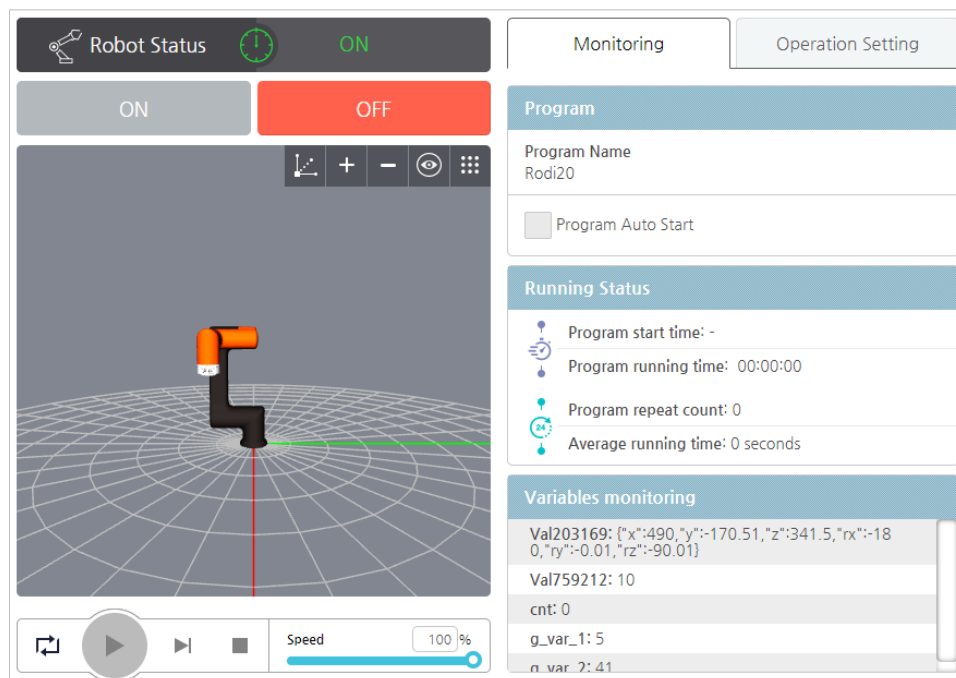 Robot Status
ON
ON
OFF
Speed
100 %
Monitoring
Operation Setting
Program
Program Name
Rodi20
Program Auto Start
Running Status
Program start time: -
Program running time: 00:00:00
24
Program repeat count: 0
Average running time: 0 seconds
Variables monitoring
Val203169: {"x":490,"y":-170.51,"z":341.5,"rx":-18
0,"ry":-0.01,"rz":-90.01}
Val759212: 10
cnt: 0
g_var_1: 5
g_var_2: 41